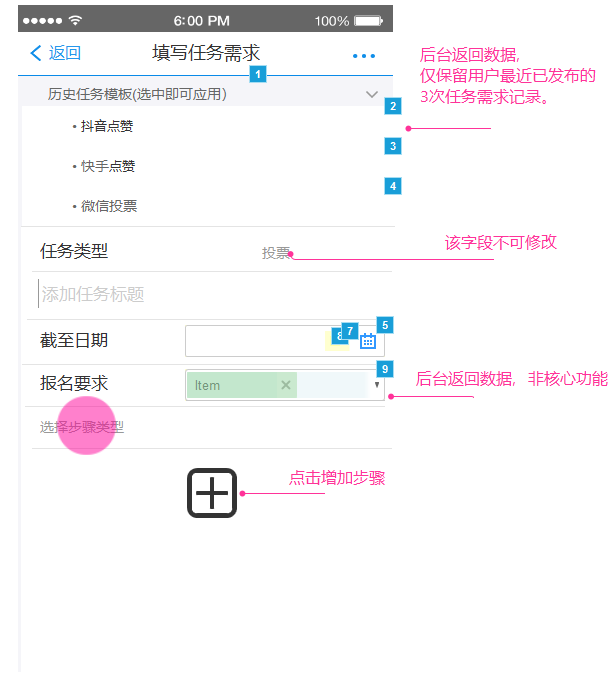 6:00 PM
100%
返回
填写任务需求
1
后台返回数据,
仅保留用户最近已发布的
3次任务需求记录。
历史任务模板(选中即可应用)
2
• 抖音点赞
3
• 快手点赞
4
• 微信投票
任务类型
投票
该字段不可修改
添加任务标题
5
截至日期
8
7
9
报名要求
Item
后台返回数据, 非核心功能
选择步骤类型
点击增加步骤